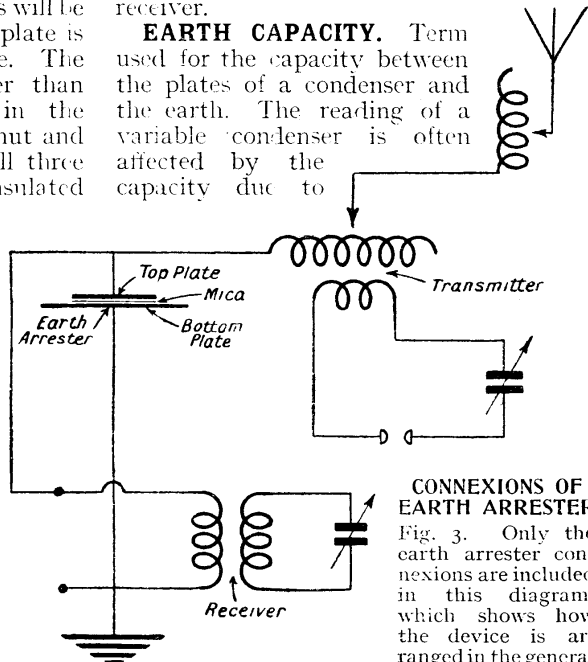 s will be
plate is
e. The
er than
in the
nut and
ll three
nsulated
receiver.
EARTH CAPACITY. Term
used for the capacity between
the plates of a condenser and
the earth. The reading of a
variable condenser is often
affected by the
capacity due to
Top Plate
Mica
Earth
Arrester
Bottom
Plate
Transmitter
Receiver
CONNEXIONS OF
EARTH ARRESTER
Fig. 3. Only the
earth arrester con-
nexions are included
in this diagram
which shows how
the device is ar-
ranged in the genera